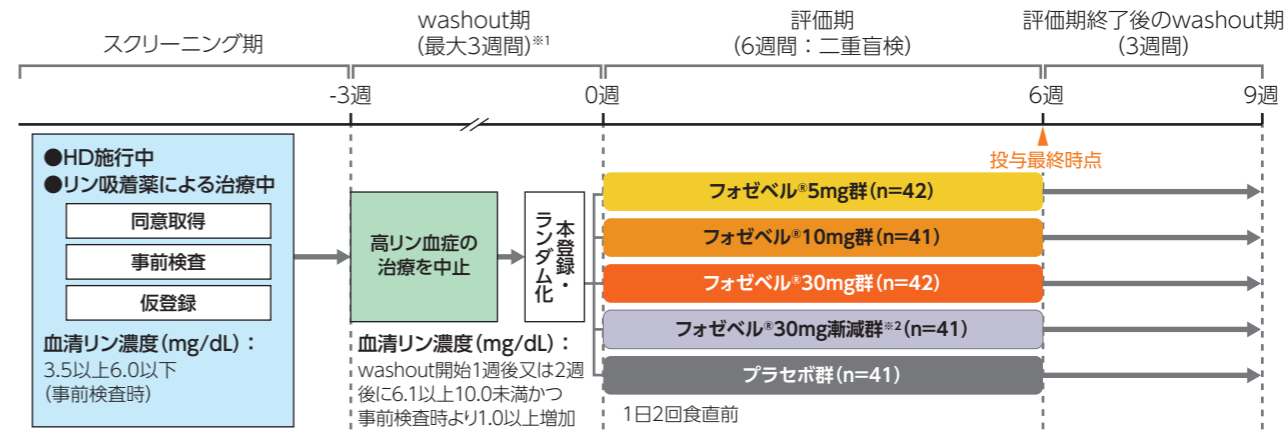 スクリーニング期
washout期
(最大3週間)※1
評価期
(6週間：二重盲検)
評価期終了後のwashout期
(3週間)
-3週
0週
6週
9週
投与最終時点
●HD施行中
●リン吸着薬による治療中
同意取得
事前検査
仮登録
血清リン濃度(mg/dL)：
3.5以上6.0以下
(事前検査時)
高リン血症の
治療を中止
血清リン濃度(mg/dL)：
washout開始1週後又は2週
後に6.1以上10.0未満かつ
事前検査時より1.0以上増加
本登録・
ランダム化
フォゼベル®5mg群(n=42)
フォゼベル®10mg群(n=41)
フォゼベル®30mg群(n=42)
フォゼベル®30mg漸減群※2(n=41)
プラセボ群(n=41)
1日2回食直前